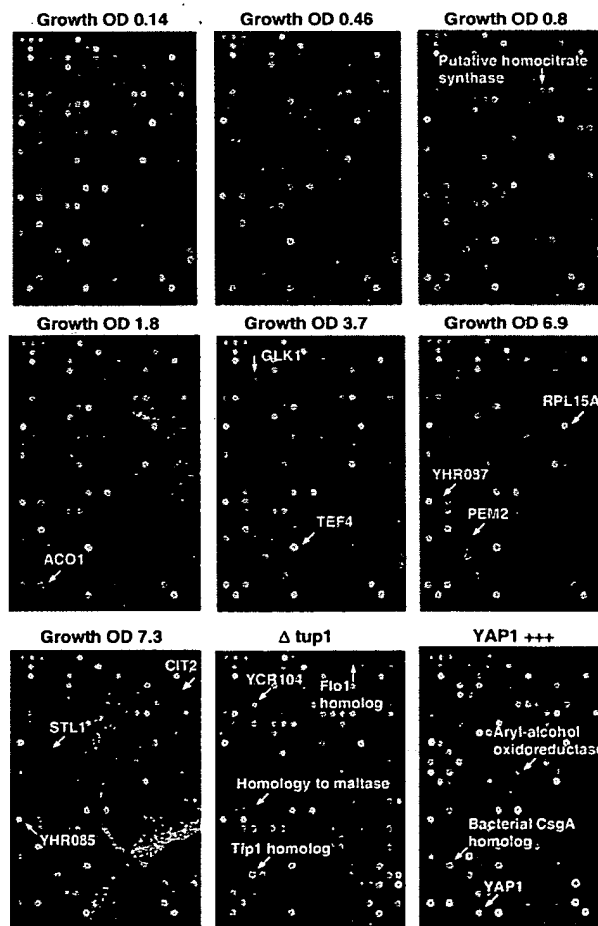 Growth OD 0.14
Growth OD 0.46
Growth OD 0.8
Putative homocitrate
synthase
Growth OD 1.8
Growth OD 3.7
Growth OD 6.9
GLK1
RPL15A
YHR087
PEM2
TEF4
ACO1
Growth OD 7.3
Δ tup1
YAP1 +++
CIT2
YCR104
Flo1
homolog
STL1
Aryl-alcohol
oxidoreductase
Homology to maltase
YHR085
Bacterial CsgA
homolog
Tip1 homolog
YAP1